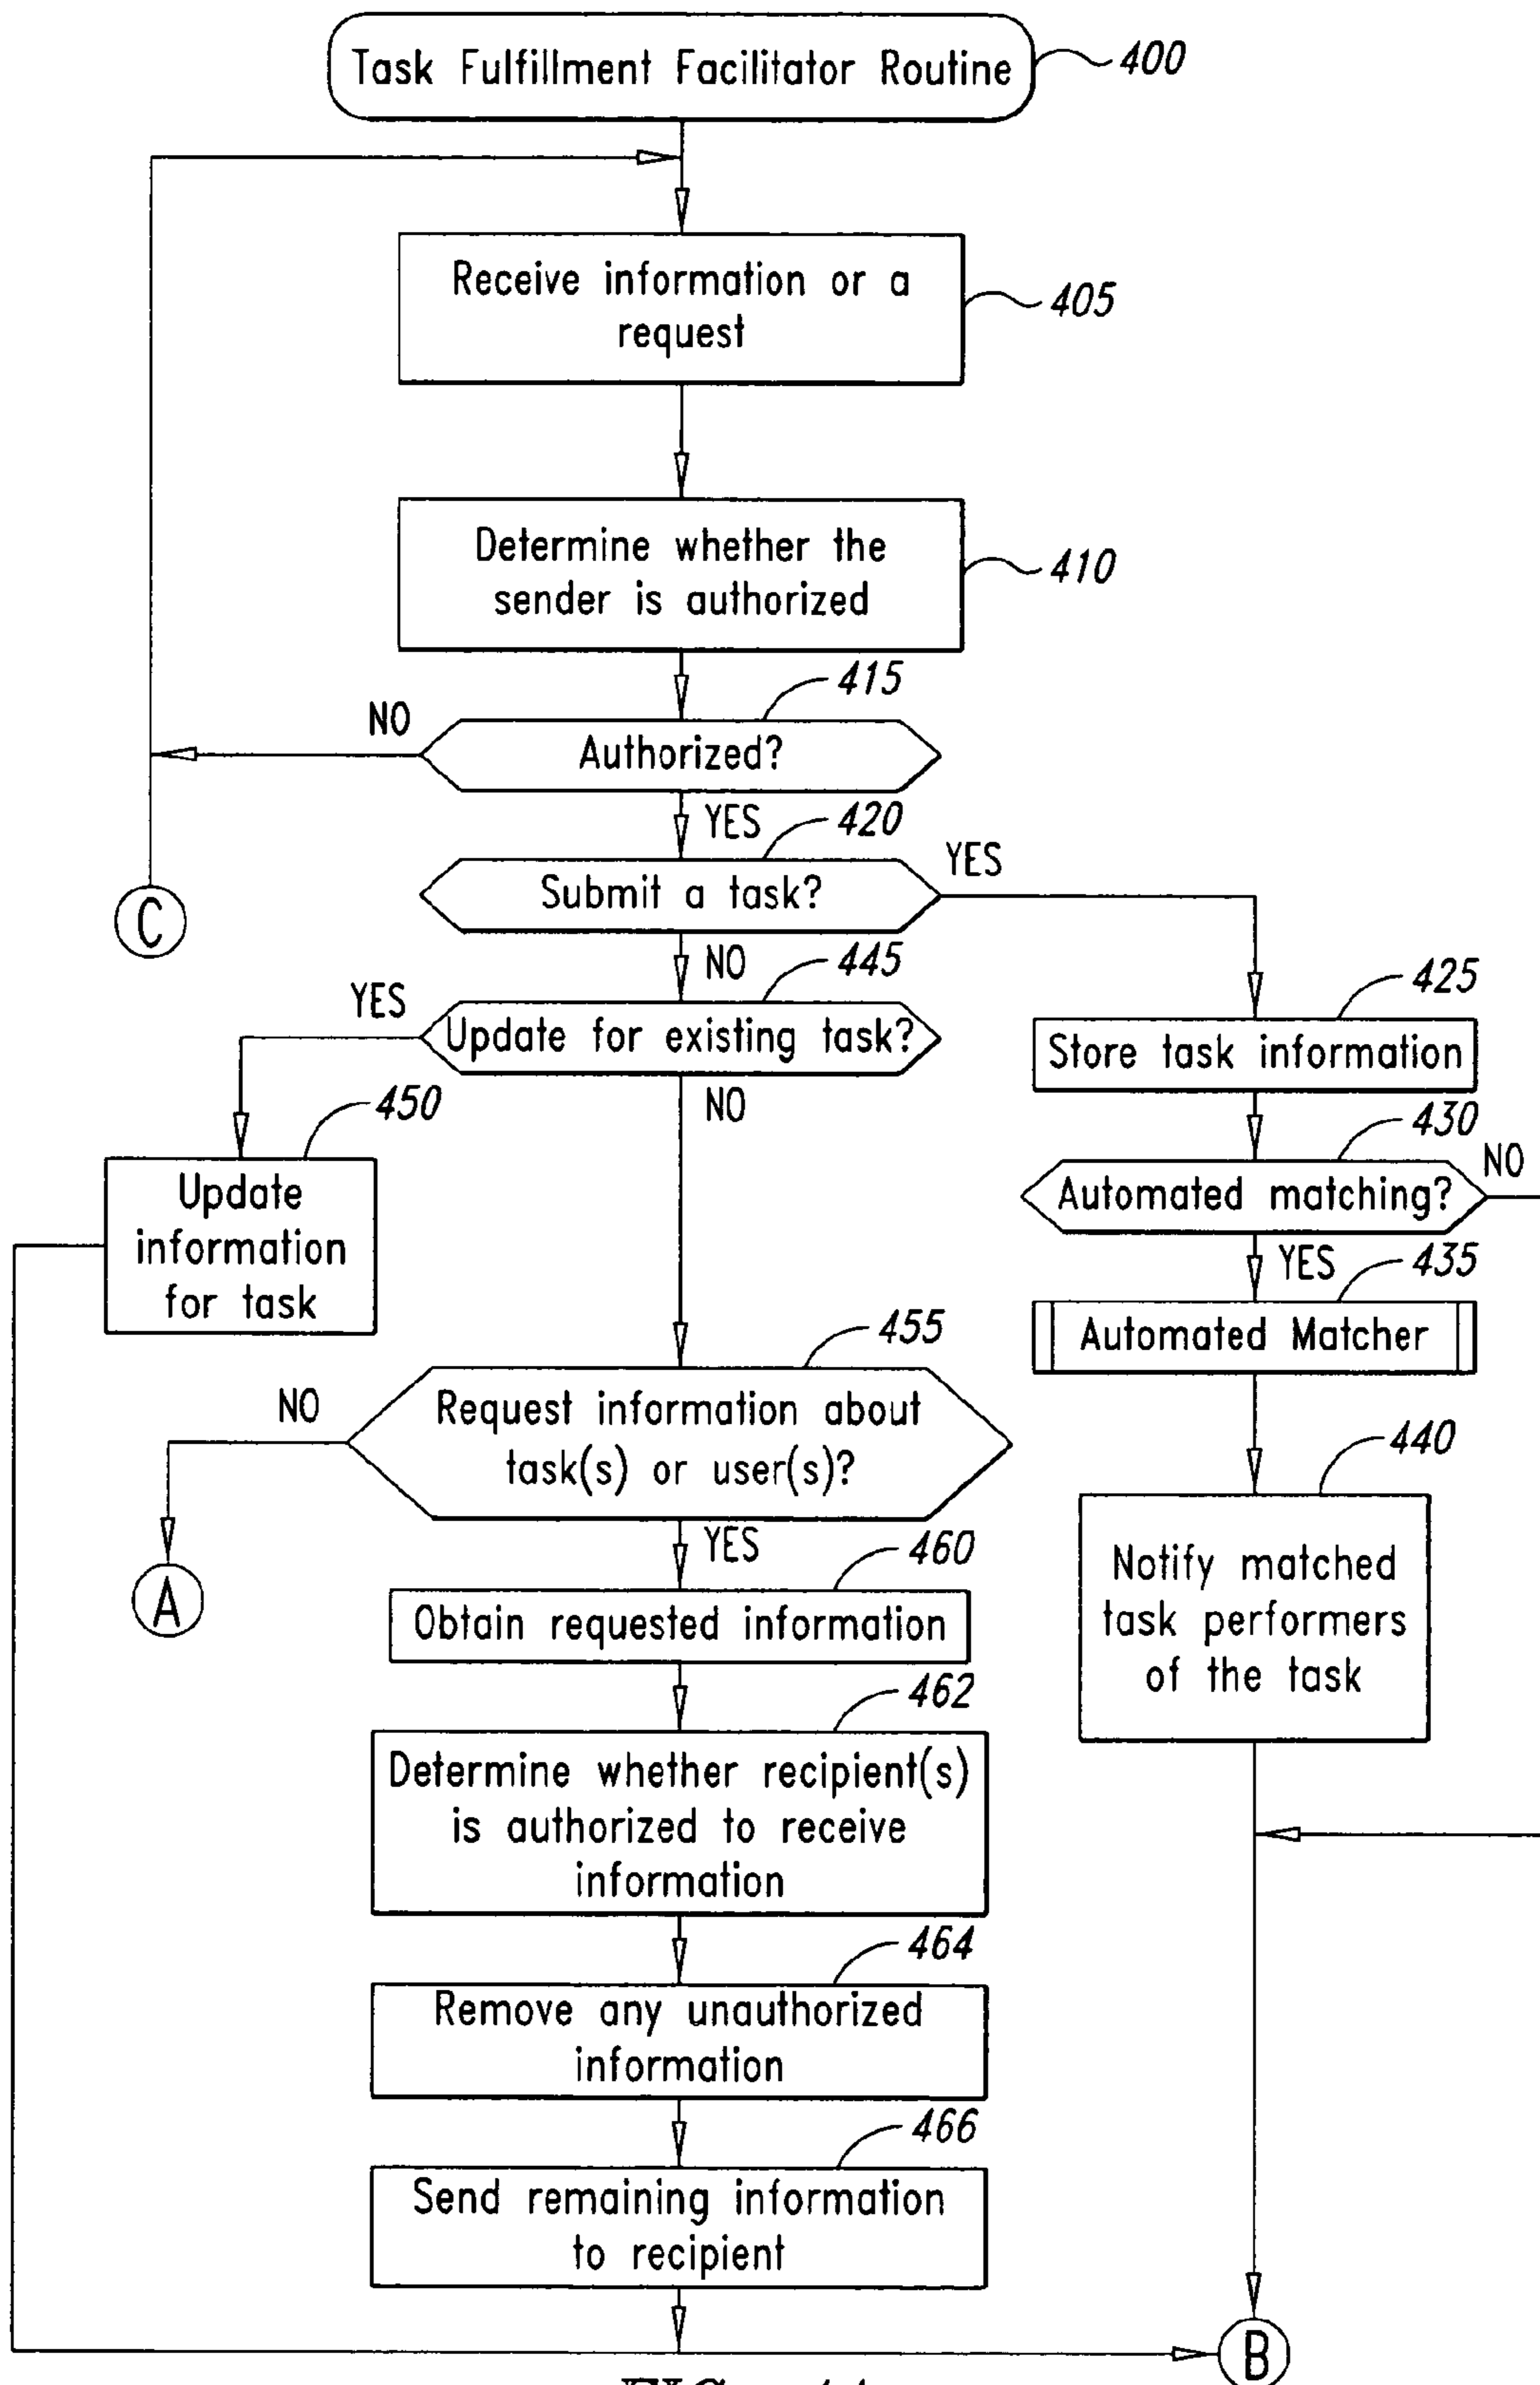 Task Fulfillment Facilitator Routine
400
Receive information or a
request
405
Determine whether the
sender is authorized
410
415
NO
Authorized?
YES
420
Submit a task?
YES
C
NO
445
YES
Update for existing task?
NO
425
Store task information
450
Update
information
for task
430
Automated matching?
NO
YES
435
Automated Matcher
455
NO
Request information about
task(s) or user(s)?
A
YES
440
Notify matched
task performers
of the task
460
Obtain requested information
462
Determine whether recipient(s)
is authorized to receive
information
464
Remove any unauthorized
information
466
Send remaining information
to recipient
B